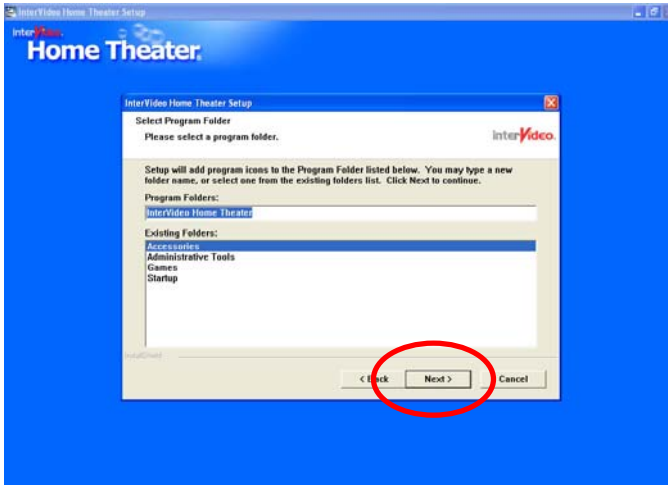 InterVideo Home Theater Setup
InterVideo.
Home Theater.
InterVideo Home Theater Setup
Select Program Folder
Please select a program folder.
InterVideo.
Setup will add program icons to the Program Folder listed below. You may type a new
folder name, or select one from the existing folders list. Click Next to continue.
Program Folders:
InterVideo Home Theater
Existing Folders:
Accessories
Administrative Tools
Games
Startup
InstallShield
< Back Next > Cancel